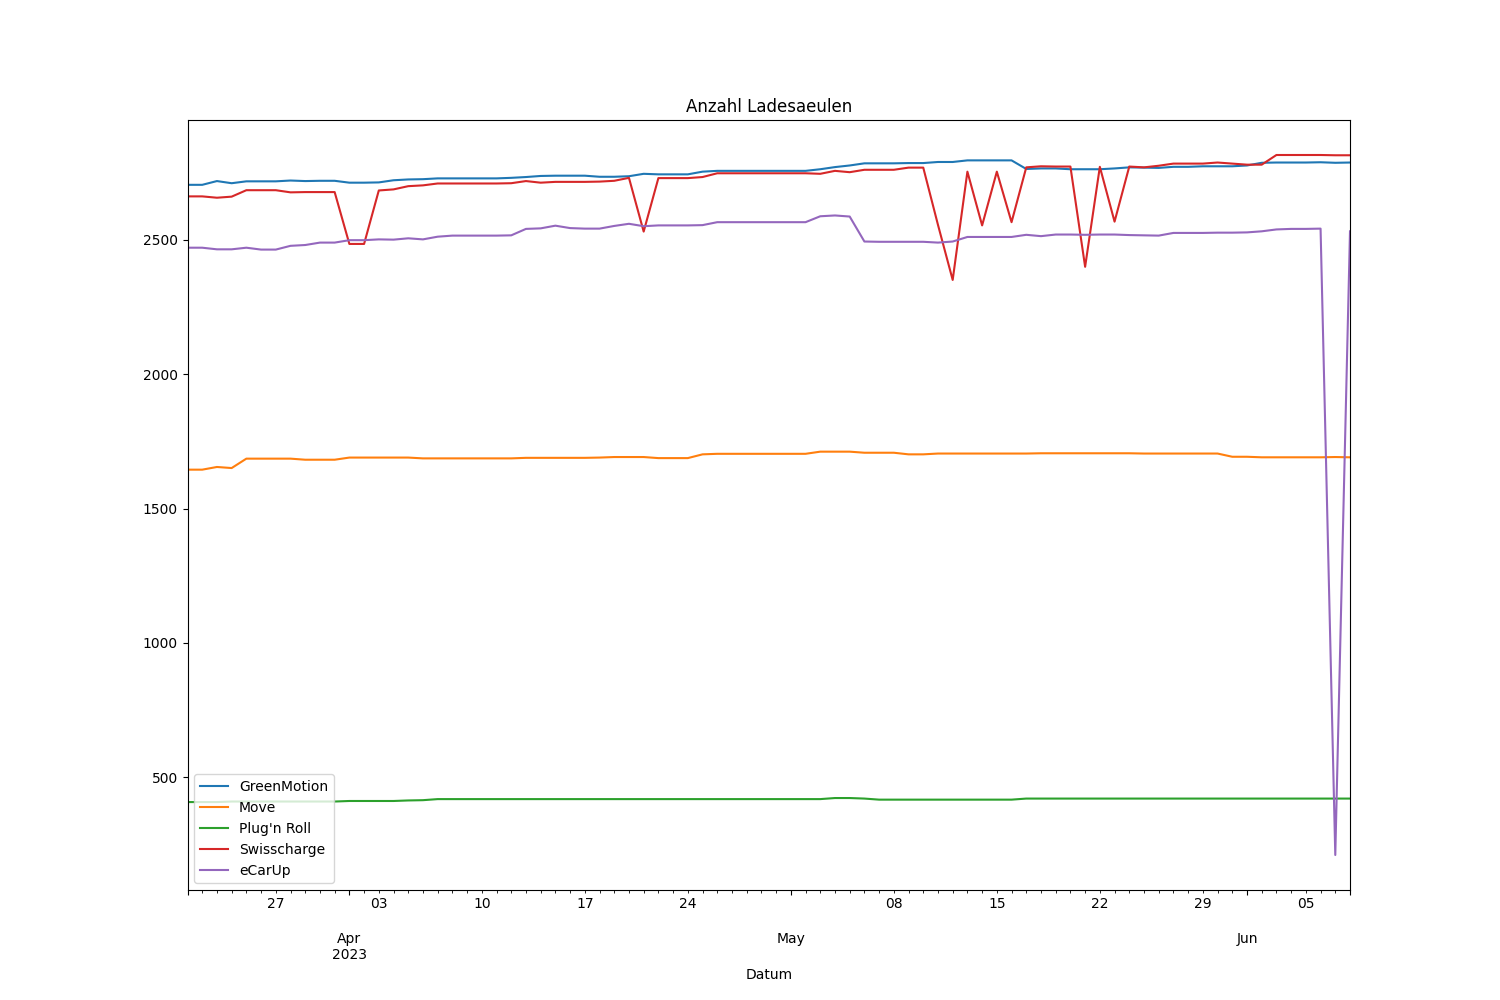 Anzahl Ladesaeulen
2500
2000
1500
1000
500
GreenMotion
Move
Plug'n Roll
Swisscharge
eCarUp
27 03 10 17 24 08 15 22 29 05
Apr May Jun
2023
Datum